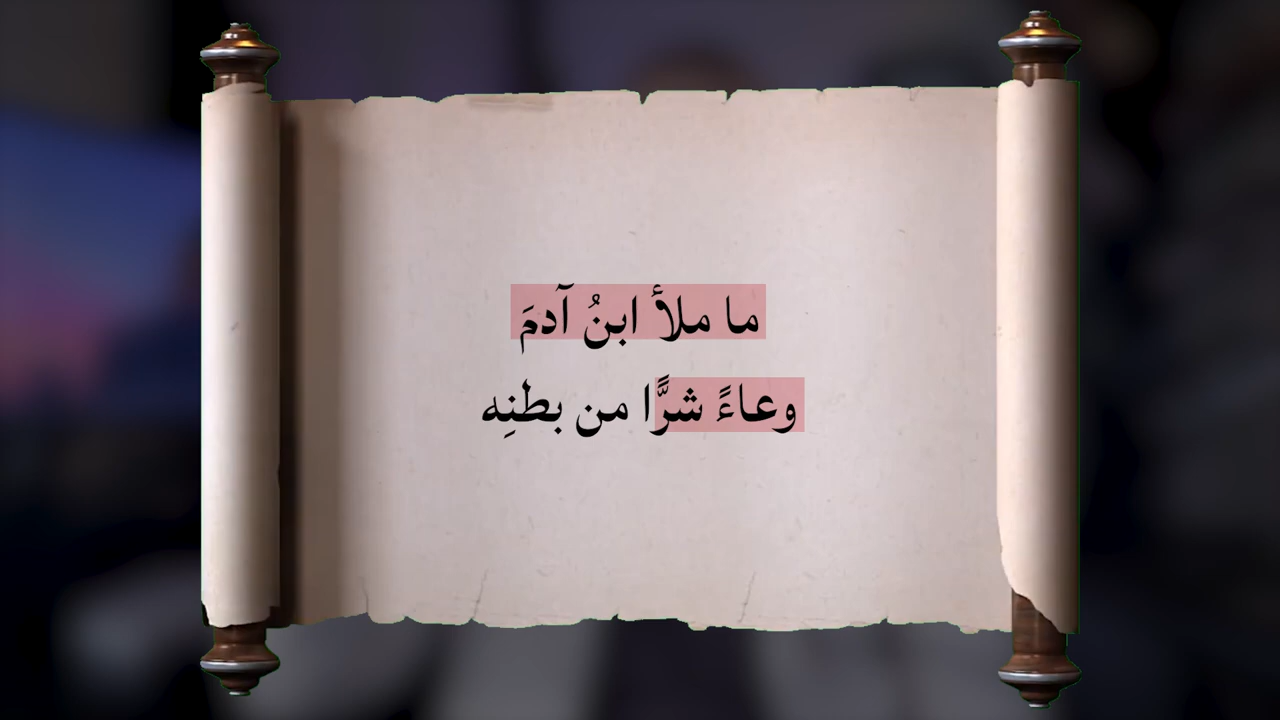 ما ملأ ابنُ آدمَ
وعاءً شرًّا من بطنِه